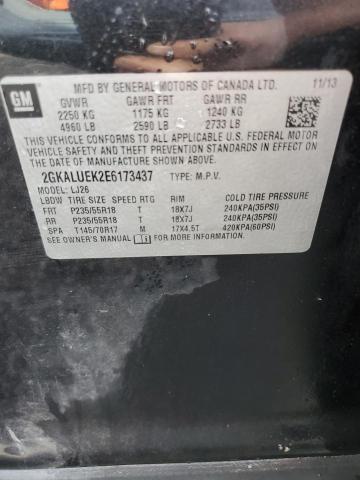 GM
MFD BY GENERAL MOTORS OF CANADA LTD. 11/13
GVWR GAWR FRT GAWR RR
2250 KG 1175 KG 1240 KG
4960 LB 2590 LB 2733 LB
THIS VEHICLE CONFORMS TO ALL APPLICABLE U.S. FEDERAL MOTOR
VEHICLE SAFETY AND THEFT PREVENTION STANDARDS IN EFFECT ON
THE DATE OF MANUFACTURE SHOWN ABOVE.
2GKALUEK2E6173437 TYPE: M.P.V.
MODEL: LJ26
LBDW TIRE SIZE SPEED RTG RIM COLD TIRE PRESSURE
FRT P235/55R18 T 18X7J 240KPA(35PSI)
RR P235/55R18 T 18X7J 240KPA(35PSI)
SPA T145/70R17 M 17X4.5T 420KPA(60PSI)
SEE OWNER'S MANUAL FOR MORE INFORMATION.